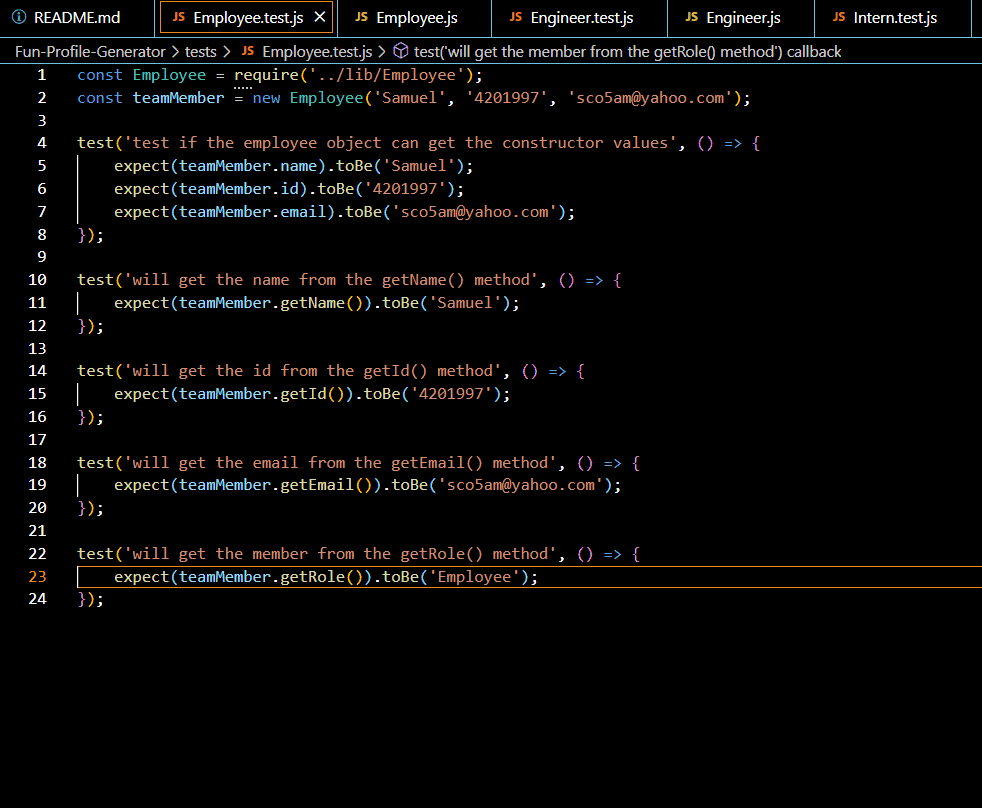 README.md JS Employee.test.js × JS Employee.js JS Engineer.test.js JS Engineer.js JS Intern.test.js
Fun-Profile-Generator > tests > JS Employee.test.js > test('will get the member from the getRole() method') callback
1 const Employee = require('../lib/Employee');
2 const teamMember = new Employee('Samuel', '4201997', 'sco5am@yahoo.com');
3
4 test('test if the employee object can get the constructor values', () => {
5 expect(teamMember.name).toBe('Samuel');
6 expect(teamMember.id).toBe('4201997');
7 expect(teamMember.email).toBe('sco5am@yahoo.com');
8 });
9
10 test('will get the name from the getName() method', () => {
11 expect(teamMember.getName()).toBe('Samuel');
12 });
13
14 test('will get the id from the getId() method', () => {
15 expect(teamMember.getId()).toBe('4201997');
16 });
17
18 test('will get the email from the getEmail() method', () => {
19 expect(teamMember.getEmail()).toBe('sco5am@yahoo.com');
20 });
21
22 test('will get the member from the getRole() method', () => {
23 expect(teamMember.getRole()).toBe('Employee');
24 });